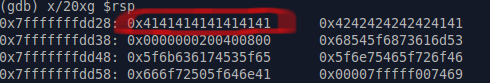 (gdb) x/20xg $rsp
0x7fffffffdd28: 0x4141414141414141 0x4242424242424141
0x7fffffffdd38: 0x0000000200400800 0x68545f6873616d53
0x7fffffffdd48: 0x5f6b636174535f65 0x5f6e75465f726f46
0x7fffffffdd58: 0x666f72505f646e41 0x00007fffff007469